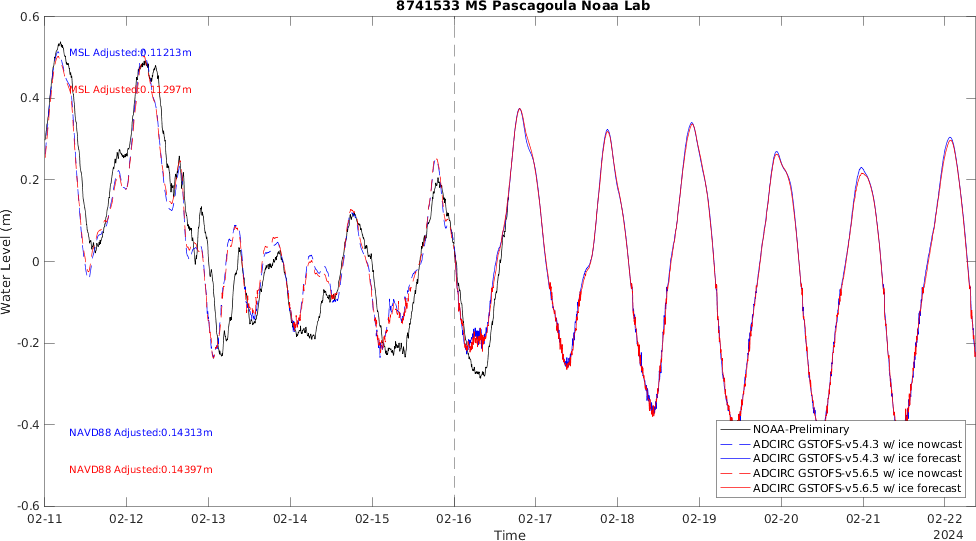 8741533 MS Pascagoula Noaa Lab
0.6
MSL Adjusted:0.11213m
MSL Adjusted:0.11297m
0.4
0.2
0
-0.2
-0.4
-0.6
Water Level (m)
NAVD88 Adjusted:0.14313m
NAVD88 Adjusted:0.14397m
NOAA-Preliminary
ADCIRC GSTOFS-v5.4.3 w/ ice nowcast
ADCIRC GSTOFS-v5.4.3 w/ ice forecast
ADCIRC GSTOFS-v5.6.5 w/ ice nowcast
ADCIRC GSTOFS-v5.6.5 w/ ice forecast
02-11 02-12 02-13 02-14 02-15 02-16 02-17 02-18 02-19 02-20 02-21 02-22
2024
Time